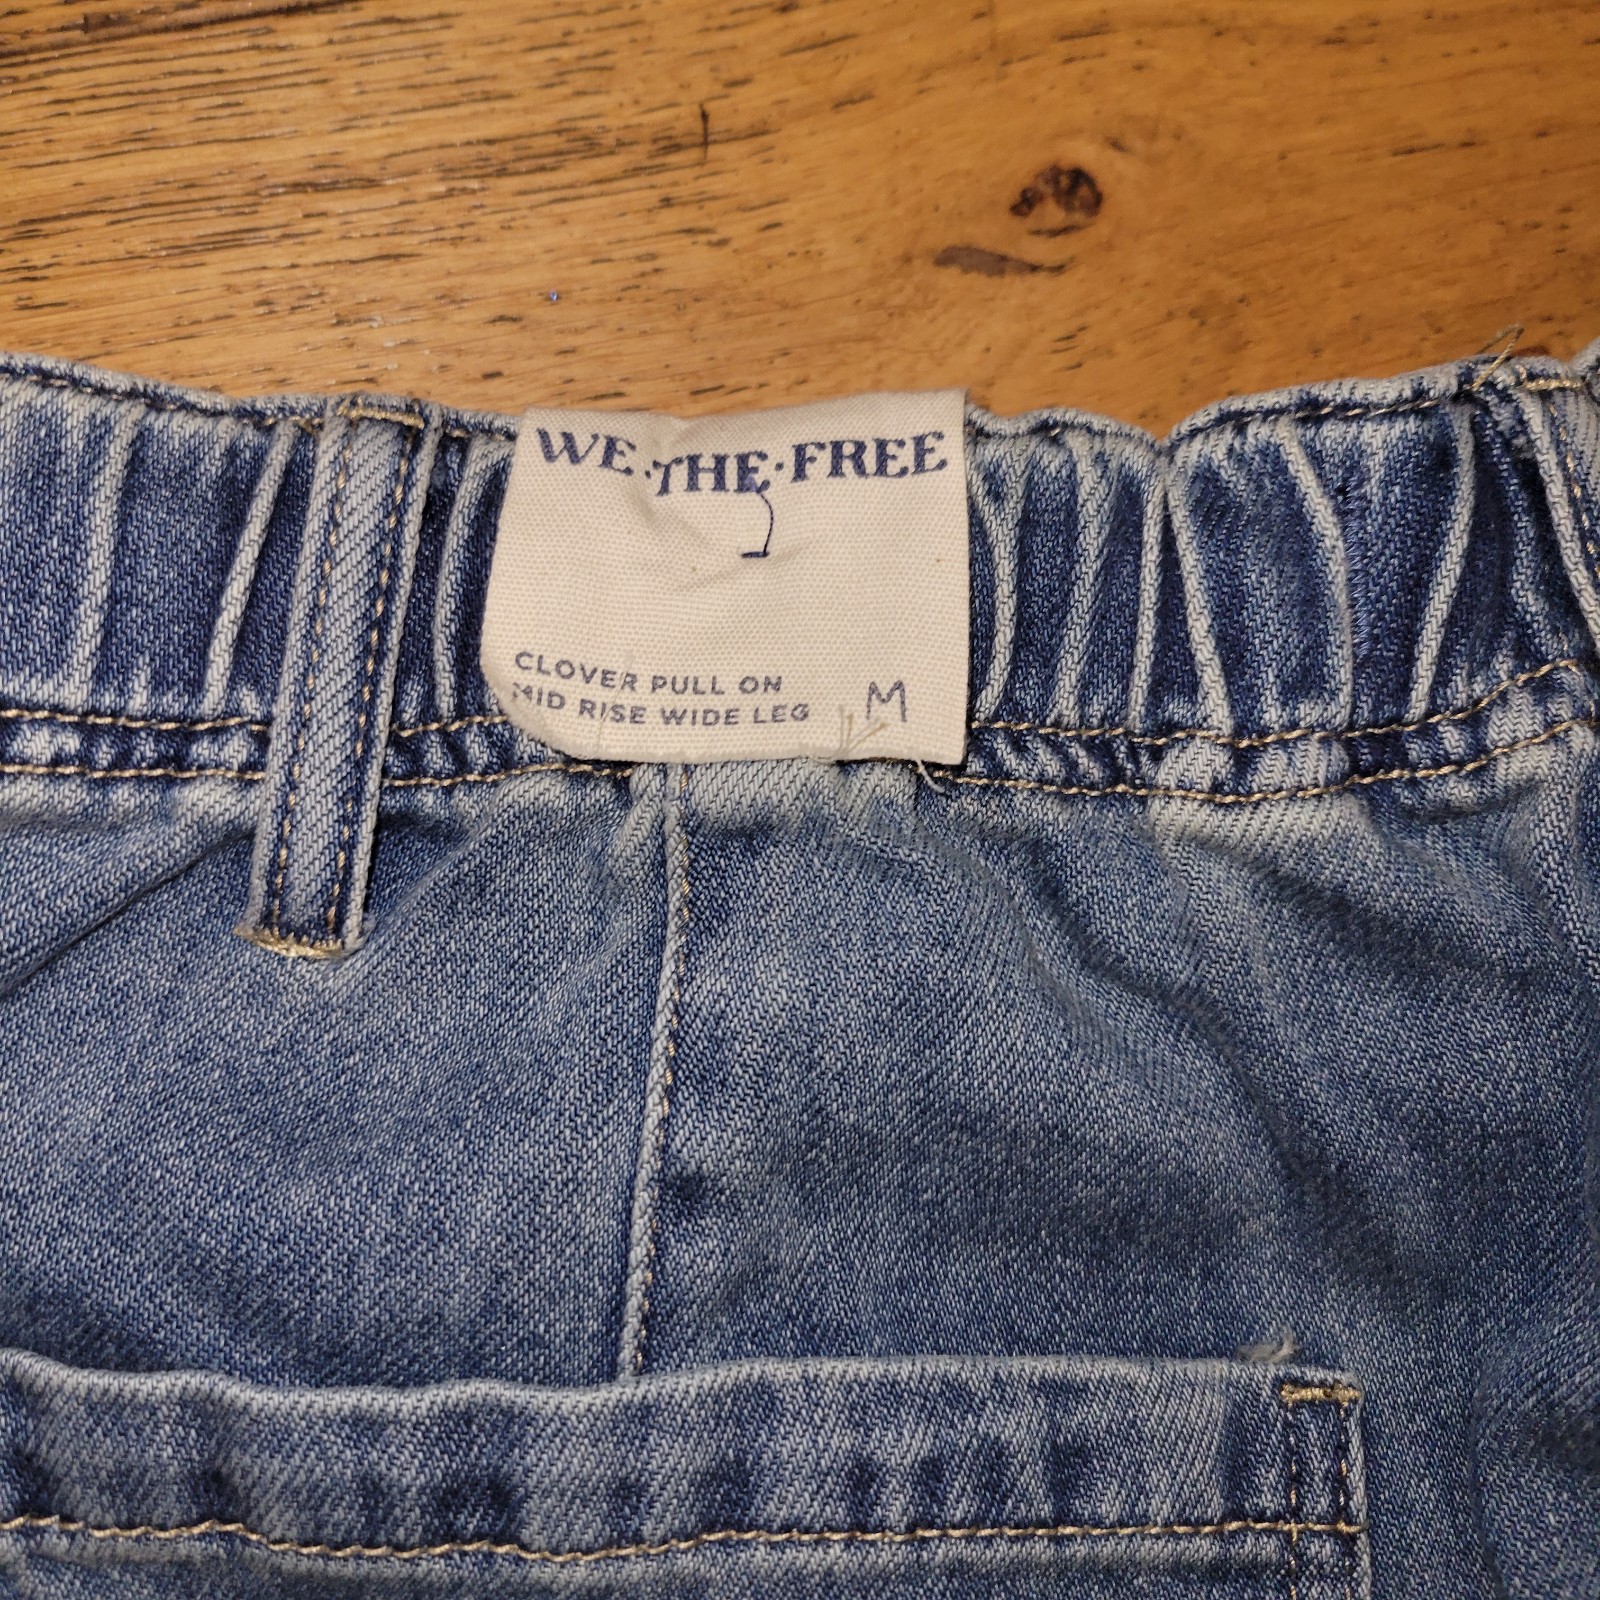 WE·THE·FREE
CLOVER PULL ON
MID RISE WIDE LEG
M